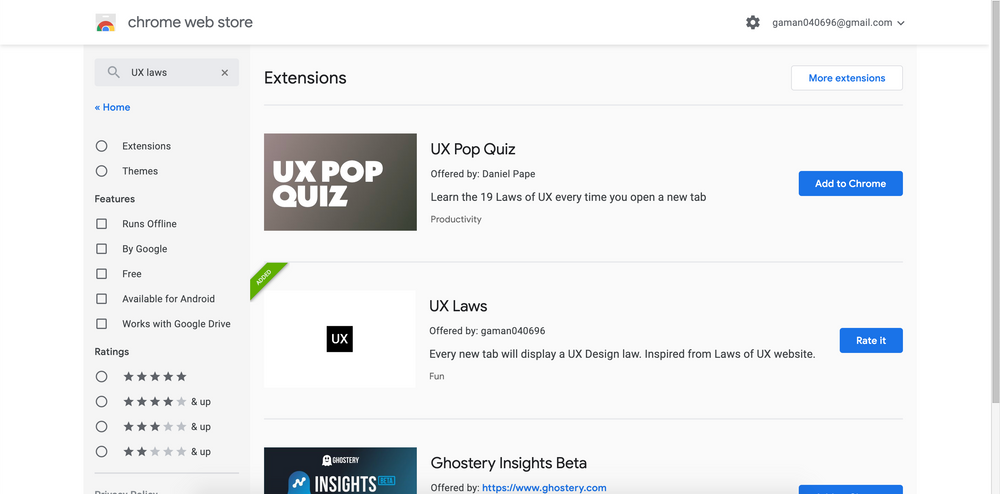 chrome web store
gaman040696@gmail.com
UX laws
« Home
Extensions
Themes
Features
Runs Offline
By Google
Free
Available for Android
Works with Google Drive
Ratings
& up
& up
& up
Privacy Policy
Extensions
More extensions
UX POP
QUIZ
UX Pop Quiz
Offered by: Daniel Pape
Learn the 19 Laws of UX every time you open a new tab
Productivity
Add to Chrome
ADDED
UX
UX Laws
Offered by: gaman040696
Every new tab will display a UX Design law. Inspired from Laws of UX website.
Fun
Rate it
GHOSTERY
INSIGHTS BETA
Ghostery Insights Beta
Offered by: https://www.ghostery.com